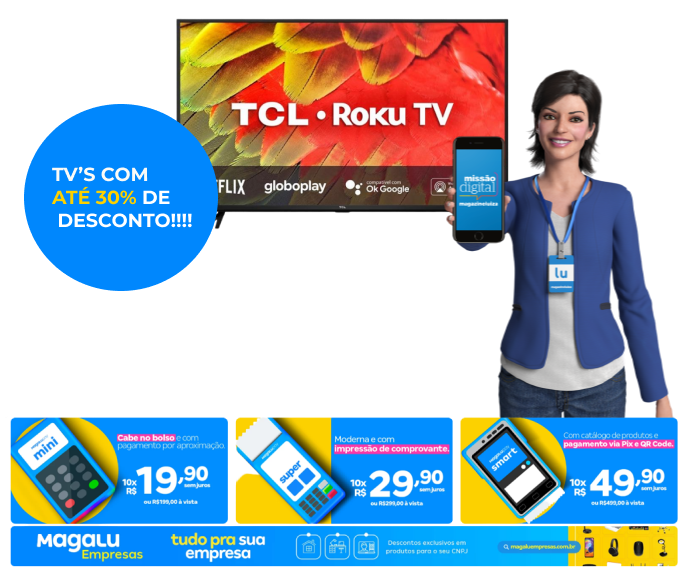 TCL • Roku TV
TV'S COM
ATÉ 30% DE
DESCONTO!!!!
FLIX
globoplay
compatível com
Ok Google
missão
digital
magazineluiza
lu
mini
Cabe no bolso e com
pagamento por aproximação.
10x
R$
19,90
sem juros
ou R$199,00 à vista
super
Moderna e com
impressão de comprovante.
10x
R$
29,90
sem juros
ou R$299,00 à vista
smart
Com catálogo de produtos e
pagamento via Pix e QR Code.
10x
R$
49,90
sem juros
ou R$499,00 à vista
Magalu
Empresas
tudo pra sua
empresa
Descontos exclusivos em
produtos para o seu CNPJ
magaluempresas.com.br